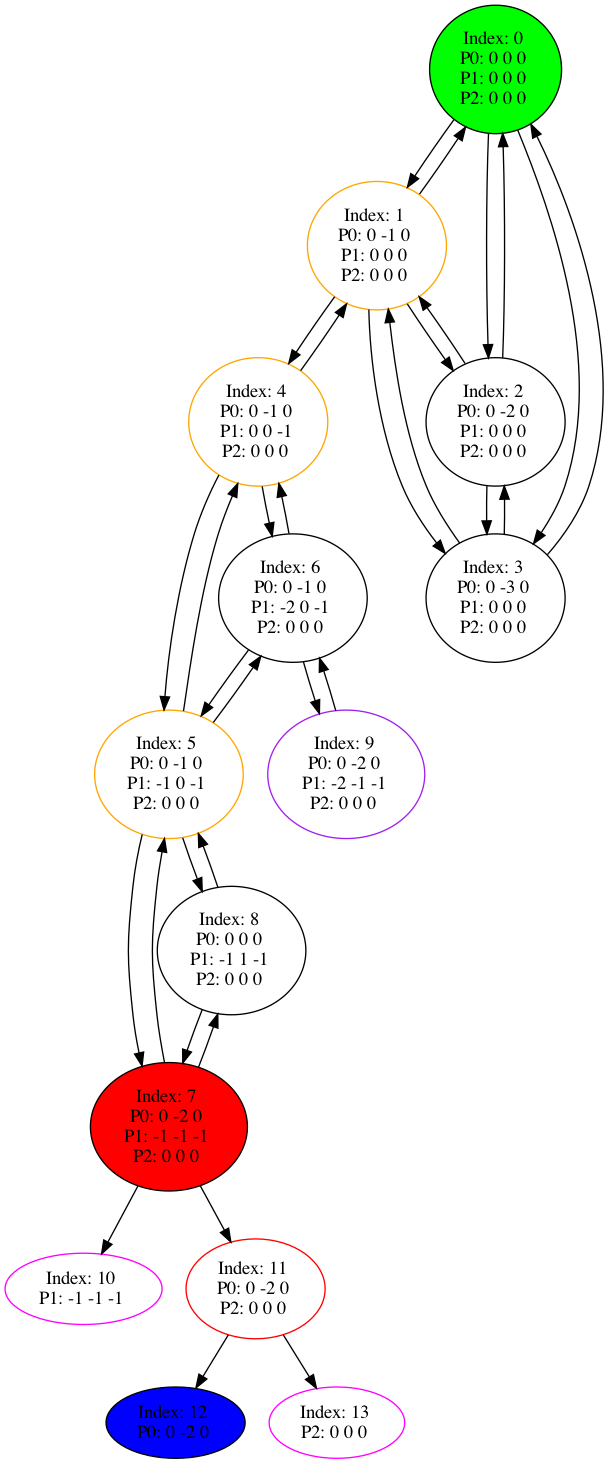 Index: 0
P0: 0 0 0
P1: 0 0 0
P2: 0 0 0
Index: 1
P0: 0 -1 0
P1: 0 0 0
P2: 0 0 0
Index: 4
P0: 0 -1 0
P1: 0 0 -1
P2: 0 0 0
Index: 2
P0: 0 -2 0
P1: 0 0 0
P2: 0 0 0
Index: 6
P0: 0 -1 0
P1: -2 0 -1
P2: 0 0 0
Index: 3
P0: 0 -3 0
P1: 0 0 0
P2: 0 0 0
Index: 5
P0: 0 -1 0
P1: -1 0 -1
P2: 0 0 0
Index: 9
P0: 0 -2 0
P1: -2 -1 -1
P2: 0 0 0
Index: 8
P0: 0 0 0
P1: -1 1 -1
P2: 0 0 0
Index: 7
P0: 0 -2 0
P1: -1 -1 -1
P2: 0 0 0
Index: 10
P1: -1 -1 -1
Index: 11
P0: 0 -2 0
P2: 0 0 0
Index: 12
P0: 0 -2 0
Index: 13
P2: 0 0 0